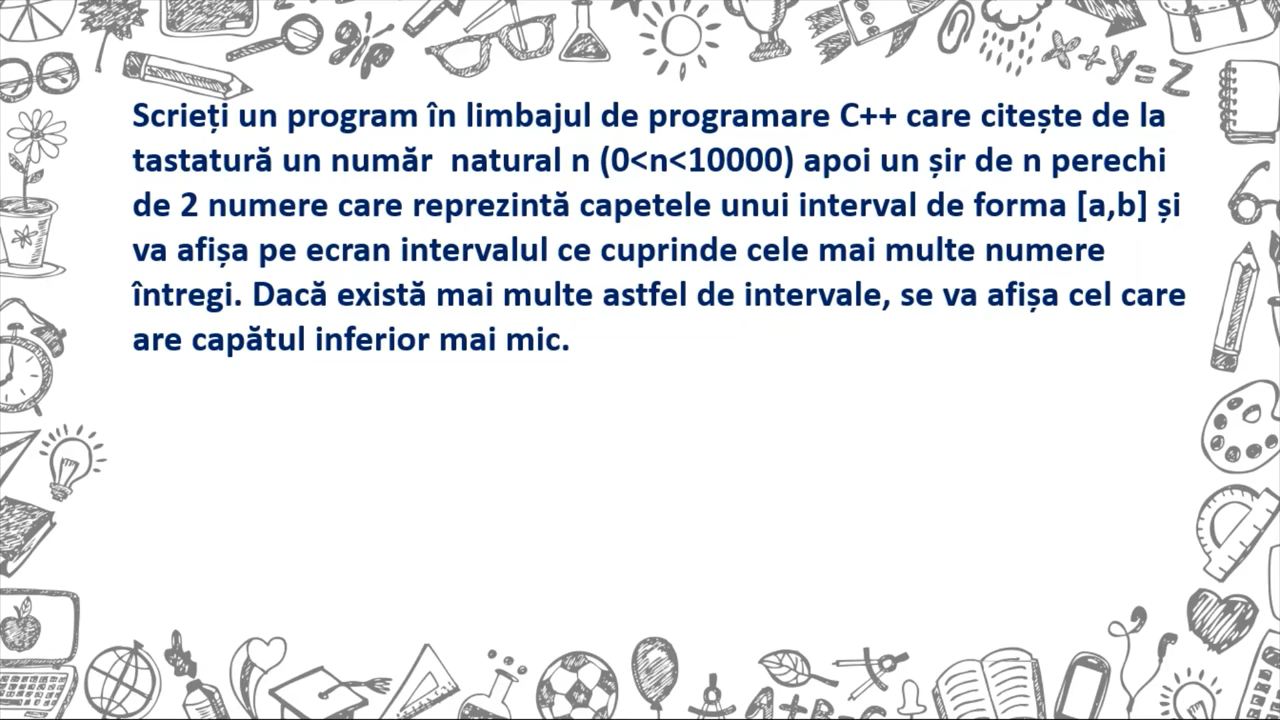 Scrieți un program în limbajul de programare C++ care citește de la
tastatură un număr  natural n (0<n<10000) apoi un șir de n perechi
de 2 numere care reprezintă capetele unui interval de forma [a,b] și
va afișa pe ecran intervalul ce cuprinde cele mai multe numere
întregi. Dacă există mai multe astfel de intervale, se va afișa cel care
are capătul inferior mai mic.
x+y=z